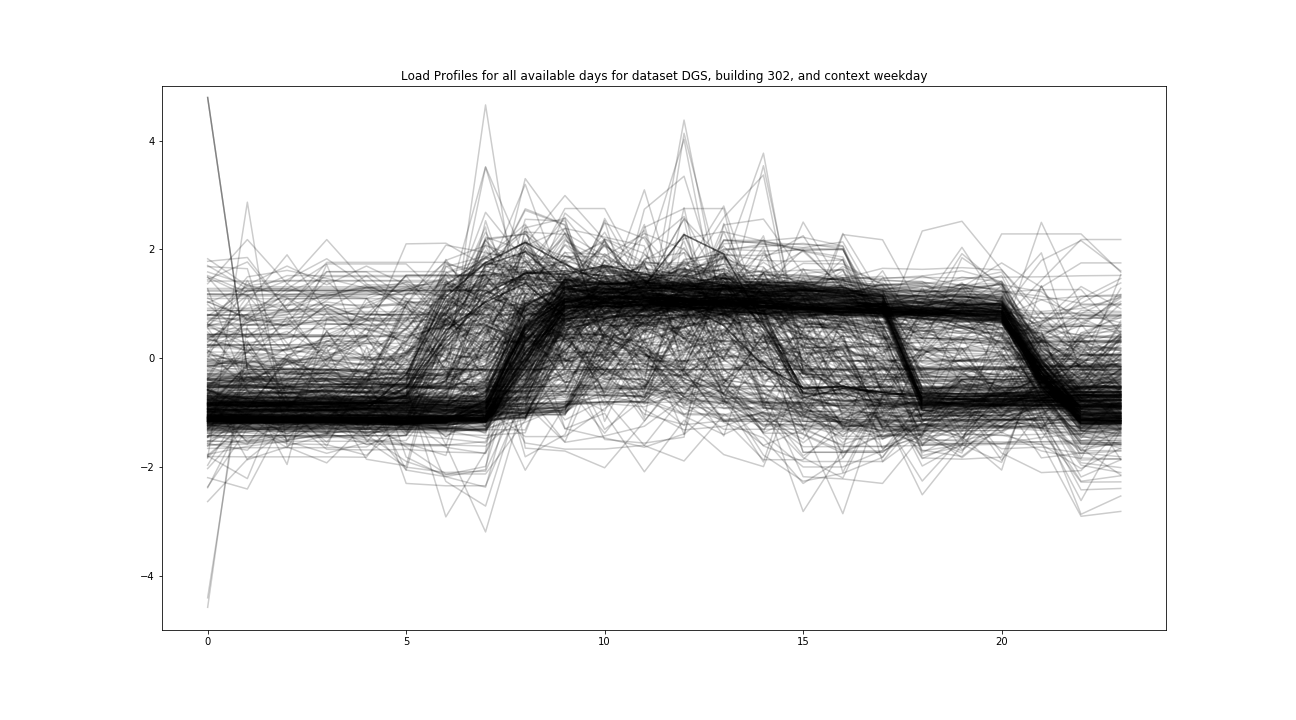 Load Profiles for all available days for dataset DGS, building 302, and context weekday
4
2
0
−2
−4
0 5 10 15 20